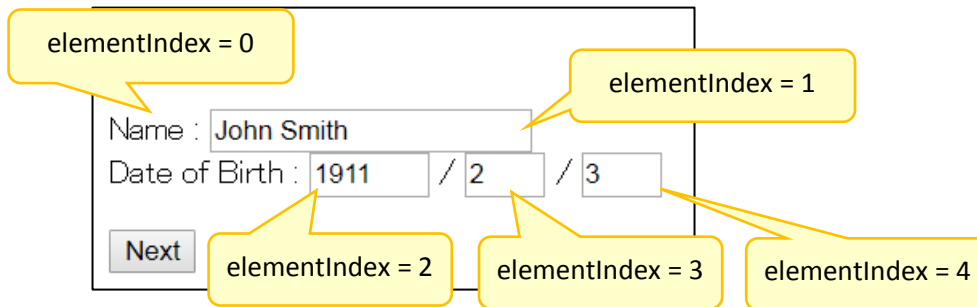 elementIndex = 0
elementIndex = 1
Name : John Smith
Date of Birth : 1911 / 2 / 3
Next
elementIndex = 2
elementIndex = 3
elementIndex = 4